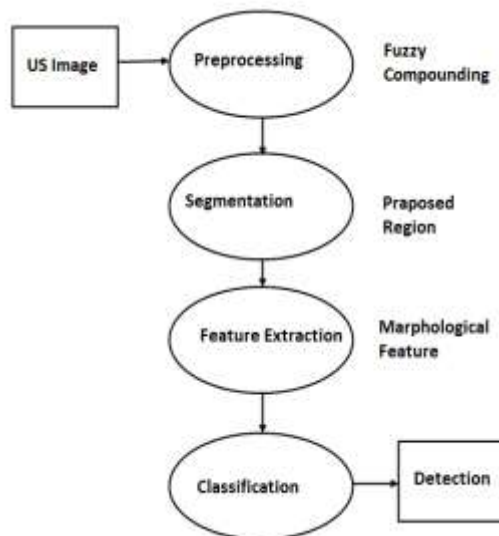 US Image
Preprocessing
Fuzzy
Compounding
Segmentation
Praposed
Region
Feature Extraction
Marphological
Feature
Classification
Detection